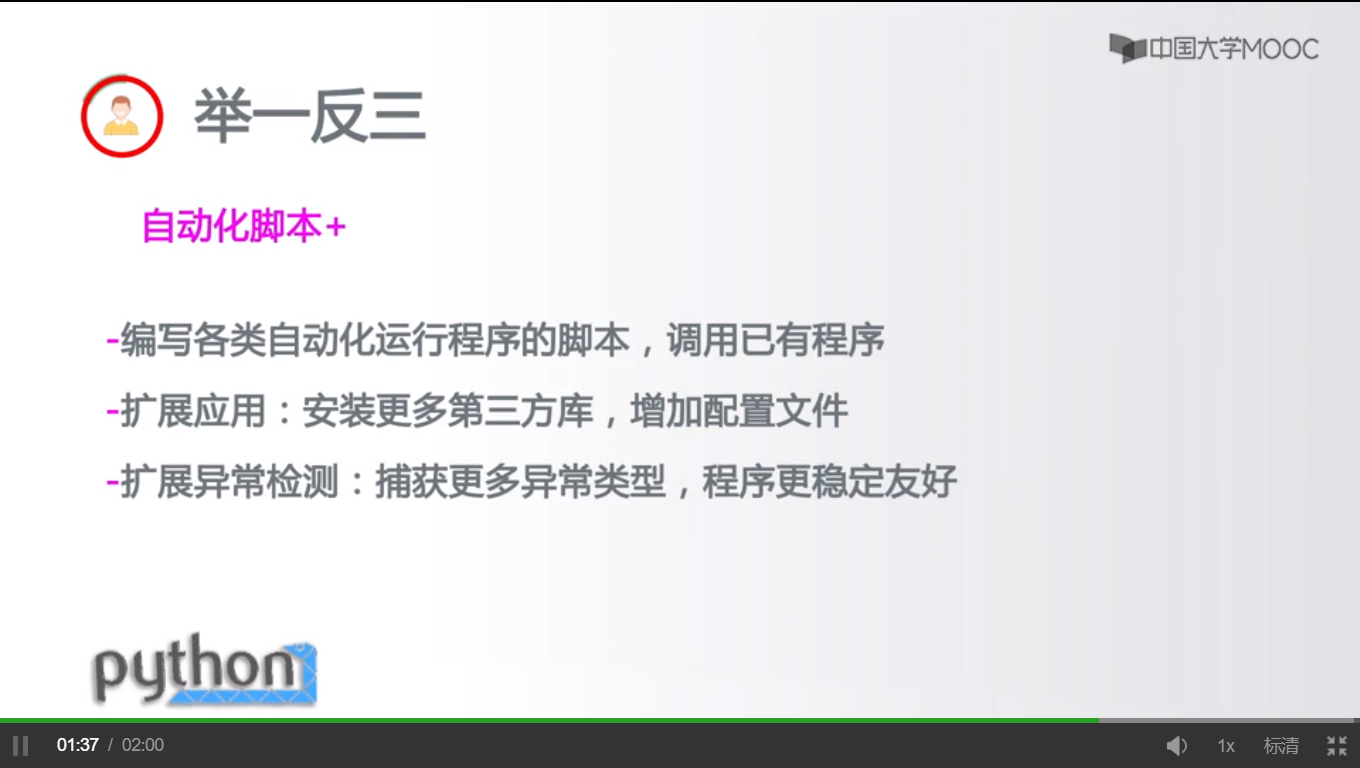 中国大学MOOC
举一反三
自动化脚本+
-编写各类自动化运行程序的脚本，调用已有程序
-扩展应用：安装更多第三方库，增加配置文件
-扩展异常检测：捕获更多异常类型，程序更稳定友好
python
01:37 / 02:00 1x 标清